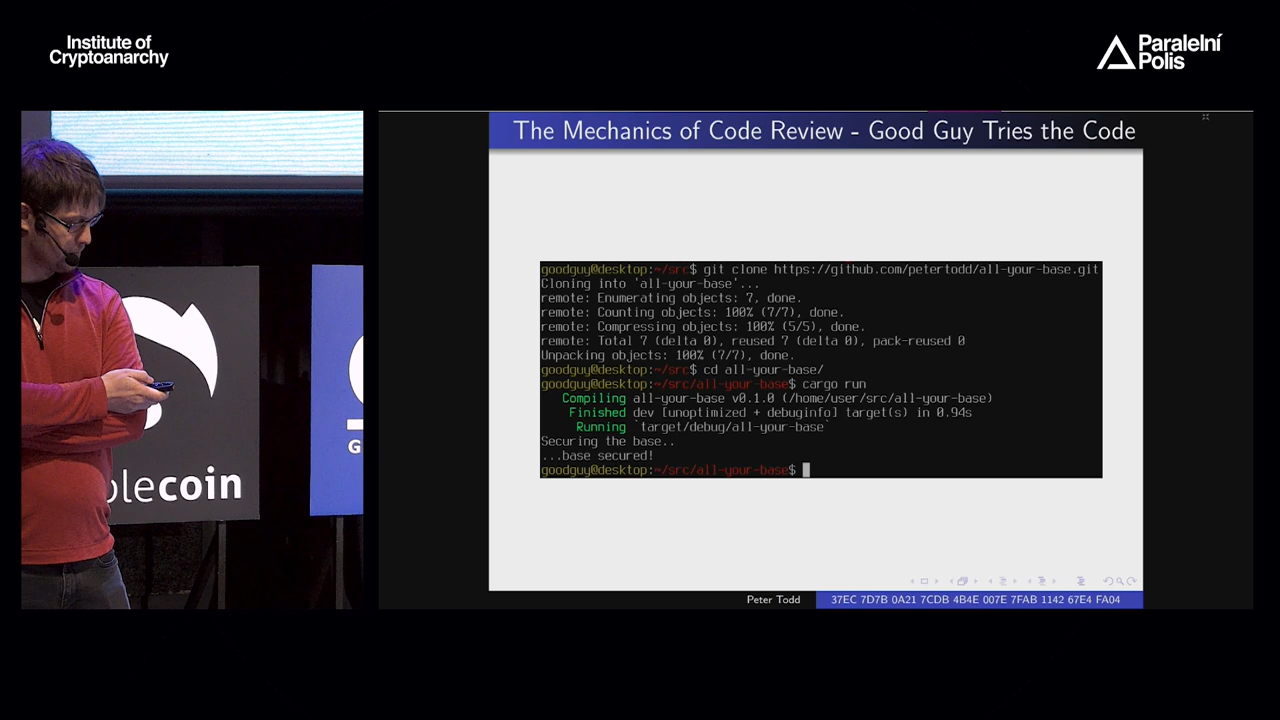 Institute of
Cryptoanarchy
Paralelní
Polis
The Mechanics of Code Review - Good Guy Tries the Code
goodguy@desktop:~/src$ git clone https://github.com/petertodd/all-your-base.git
Cloning into 'all-your-base'...
remote: Enumerating objects: 7, done.
remote: Counting objects: 100% (7/7), done.
remote: Compressing objects: 100% (5/5), done.
remote: Total 7 (delta 0), reused 7 (delta 0), pack-reused 0
Unpacking objects: 100% (7/7), done.
goodguy@desktop:~/src$ cd all-your-base/
goodguy@desktop:~/src/all-your-base$ cargo run
Compiling all-your-base v0.1.0 (/home/user/src/all-your-base)
Finished dev [unoptimized + debuginfo] target(s) in 0.94s
Running `target/debug/all-your-base`
Securing the base..
...base secured!
goodguy@desktop:~/src/all-your-base$
Peter Todd
37EC 7D7B 0A21 7CDB 4B4E 007E 7FAB 1142 67E4 FA04
lecoin
G